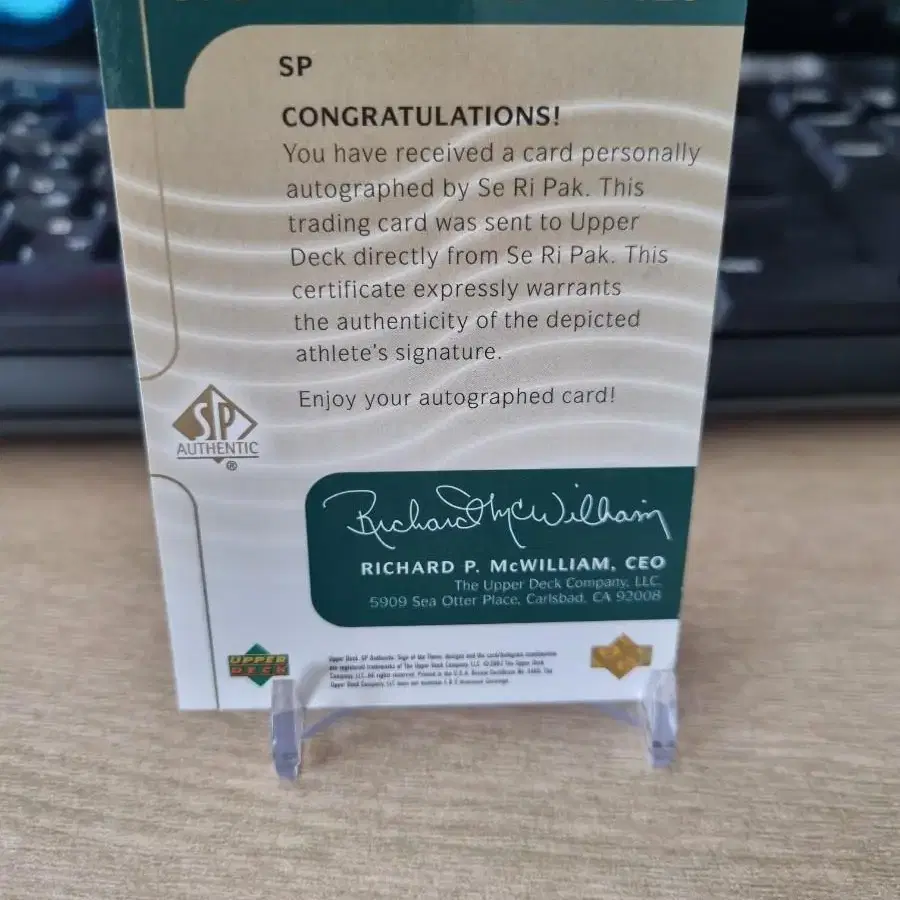 SP
CONGRATULATIONS!
You have received a card personally
autographed by Se Ri Pak. This
trading card was sent to Upper
Deck directly from Se Ri Pak. This
certificate expressly warrants
the authenticity of the depicted
athlete's signature.
Enjoy your autographed card!
SP
AUTHENTIC
®
Richard McWilliam
RICHARD P. McWILLIAM, CEO
The Upper Deck Company, LLC.
5909 Sea Otter Place, Carlsbad, CA 92008
UPPER
DECK